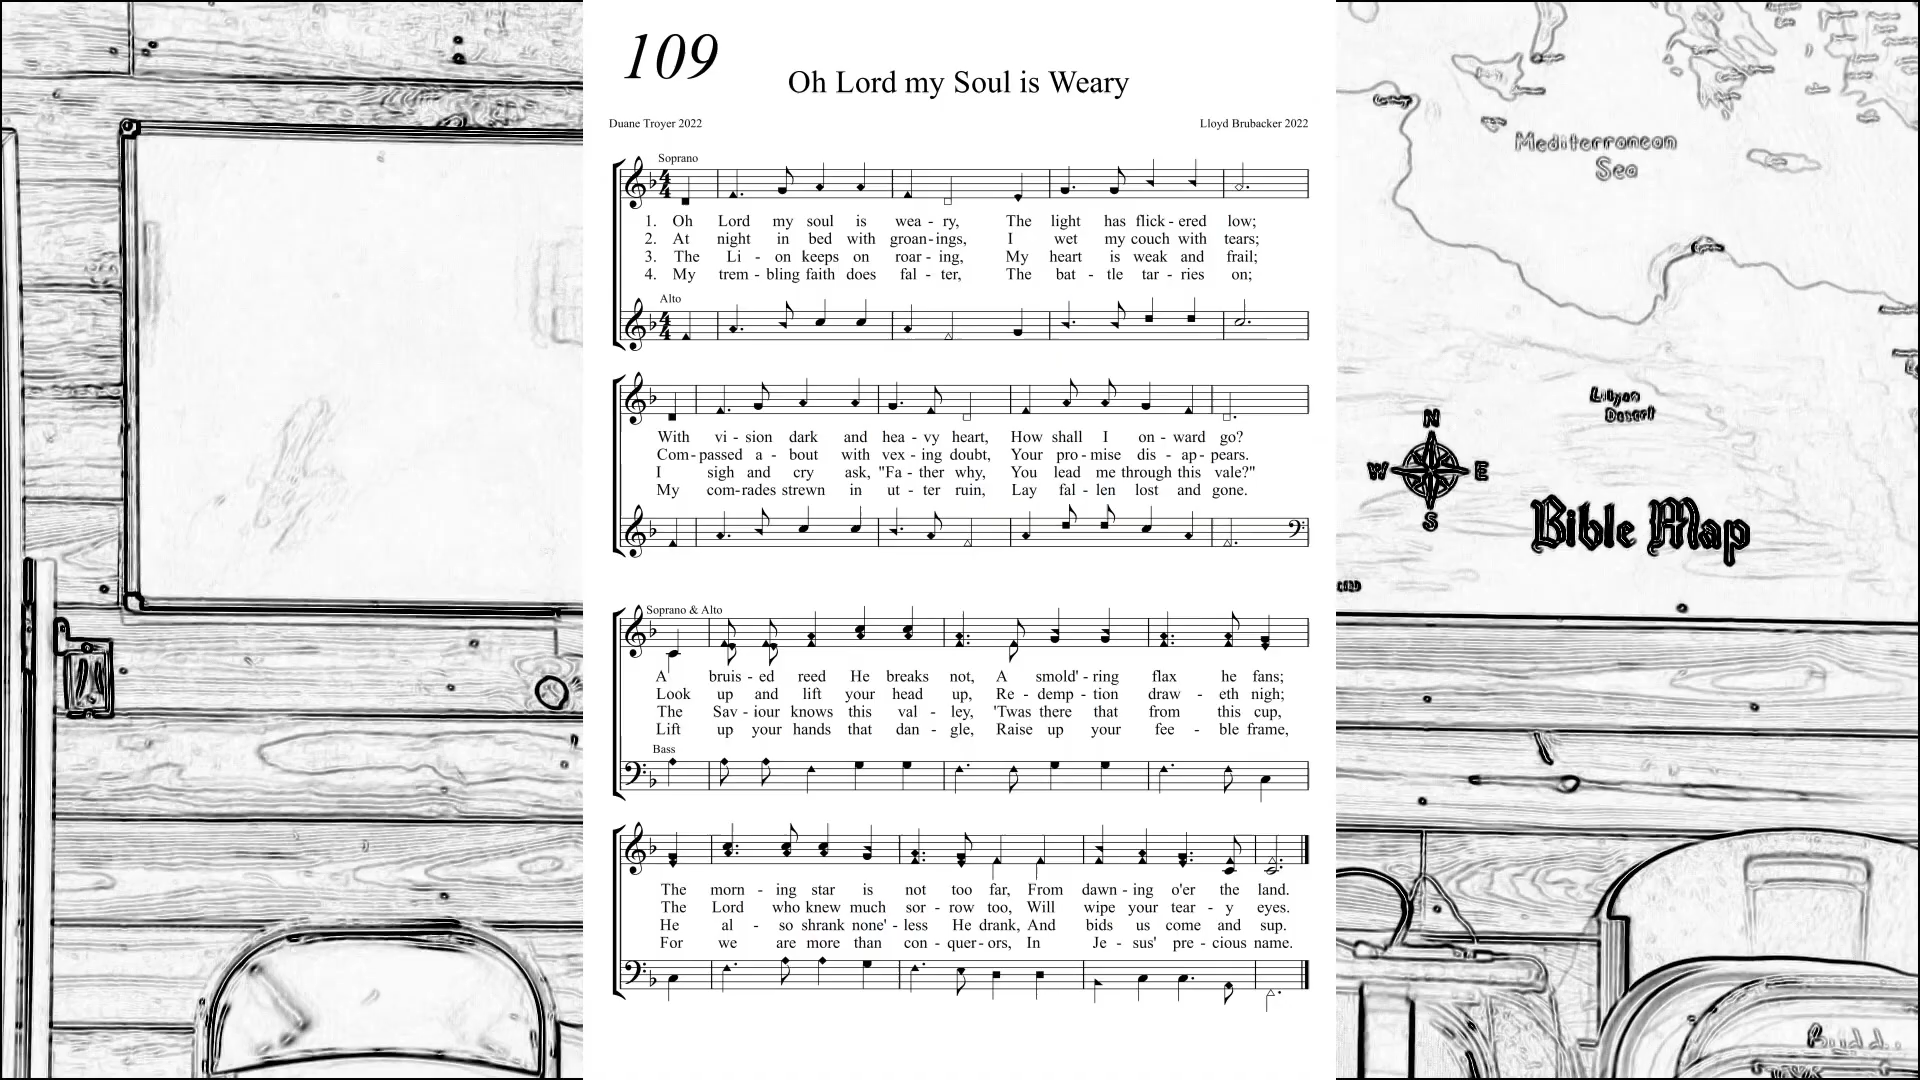 109
Oh Lord my Soul is Weary
Duane Troyer 2022
Lloyd Brubacker 2022
Soprano
1. Oh Lord my soul is wea - ry, The light has flick - ered low;
2. At night in bed with groan - ings, I wet my couch with tears;
3. The Li - on keeps on roar - ing, My heart is weak and frail;
4. My trem - bling faith does fal - ter, The bat - tle tar - ries on;
Alto
With vi - sion dark and hea - vy heart, How shall I on - ward go?
Com - passed a - bout with vex - ing doubt, Your pro - mise dis - ap - pears.
I sigh and cry ask, "Fa - ther why, You lead me through this vale?"
My com - rades strewn in ut - ter ruin, Lay fal - len lost and gone.
Soprano & Alto
A bruis - ed reed He breaks not, A smold' - ring flax he fans;
Look up and lift your head up, Re - demp - tion draw - eth nigh;
The Sav - iour knows this val - ley, 'Twas there that from this cup,
Lift up your hands that dan - gle, Raise up your fee - ble frame,
Bass
The morn - ing star is not too far, From dawn - ing o'er the land.
The Lord who knew much sor - row too, Will wipe your tear - y eyes.
He al - so shrank none' - less He drank, And bids us come and sup.
For we are more than con - quer - ors, In Je - sus' pre - cious name.
Mediterranean
Sea
Libyan
Desert
N
W E
S
Bible Map